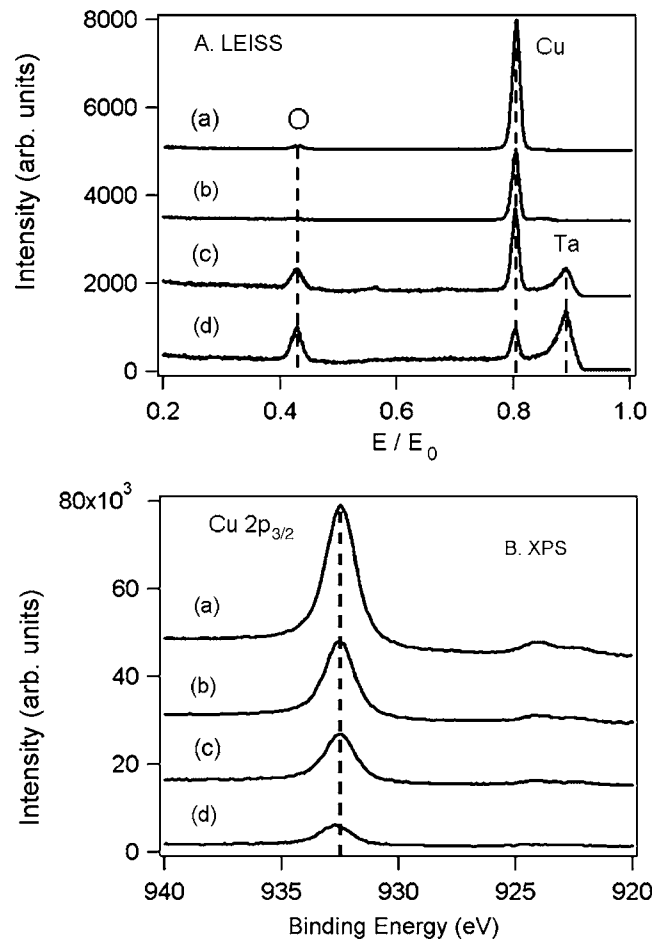 8000
A. LEISS
Cu
6000
(a)
O
4000
(b)
(c)
Ta
2000
(d)
0
0.2 0.4 0.6 0.8 1.0
E / E₀
Intensity (arb. units)
80x10³
Cu 2p₃/₂
B. XPS
60
(a)
40
(b)
(c)
20
(d)
0
940 935 930 925 920
Binding Energy (eV)
Intensity (arb. units)